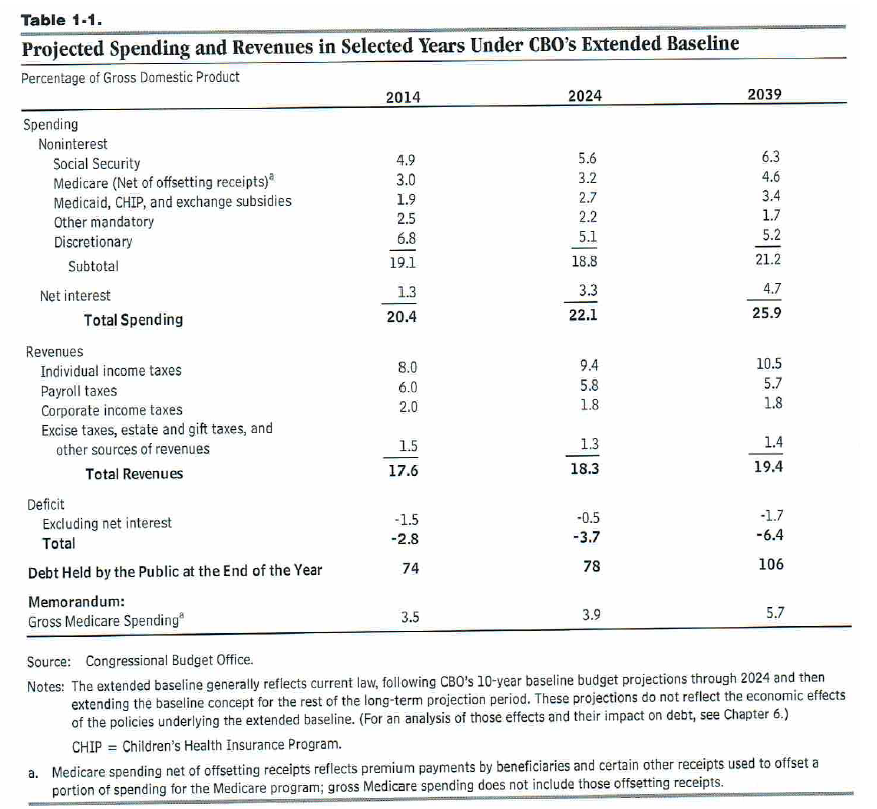 Table 1-1.
Projected Spending and Revenues in Selected Years Under CBO's Extended Baseline
Percentage of Gross Domestic Product
2014 2024 2039
Spending
Noninterest
Social Security 4.9 5.6 6.3
Medicare (Net of offsetting receipts)a 3.0 3.2 4.6
Medicaid, CHIP, and exchange subsidies 1.9 2.7 3.4
Other mandatory 2.5 2.2 1.7
Discretionary 6.8 5.1 5.2
Subtotal 19.1 18.8 21.2
Net interest 1.3 3.3 4.7
Total Spending 20.4 22.1 25.9
Revenues
Individual income taxes 8.0 9.4 10.5
Payroll taxes 6.0 5.8 5.7
Corporate income taxes 2.0 1.8 1.8
Excise taxes, estate and gift taxes, and
other sources of revenues 1.5 1.3 1.4
Total Revenues 17.6 18.3 19.4
Deficit
Excluding net interest -1.5 -0.5 -1.7
Total -2.8 -3.7 -6.4
Debt Held by the Public at the End of the Year 74 78 106
Memorandum:
Gross Medicare Spendinga 3.5 3.9 5.7
Source: Congressional Budget Office.
Notes: The extended baseline generally reflects current law, following CBO's 10-year baseline budget projections through 2024 and then
extending the baseline concept for the rest of the long-term projection period. These projections do not reflect the economic effects
of the policies underlying the extended baseline. (For an analysis of those effects and their impact on debt, see Chapter 6.)
CHIP = Children's Health Insurance Program.
a. Medicare spending net of offsetting receipts reflects premium payments by beneficiaries and certain other receipts used to offset a
portion of spending for the Medicare program; gross Medicare spending does not include those offsetting receipts.